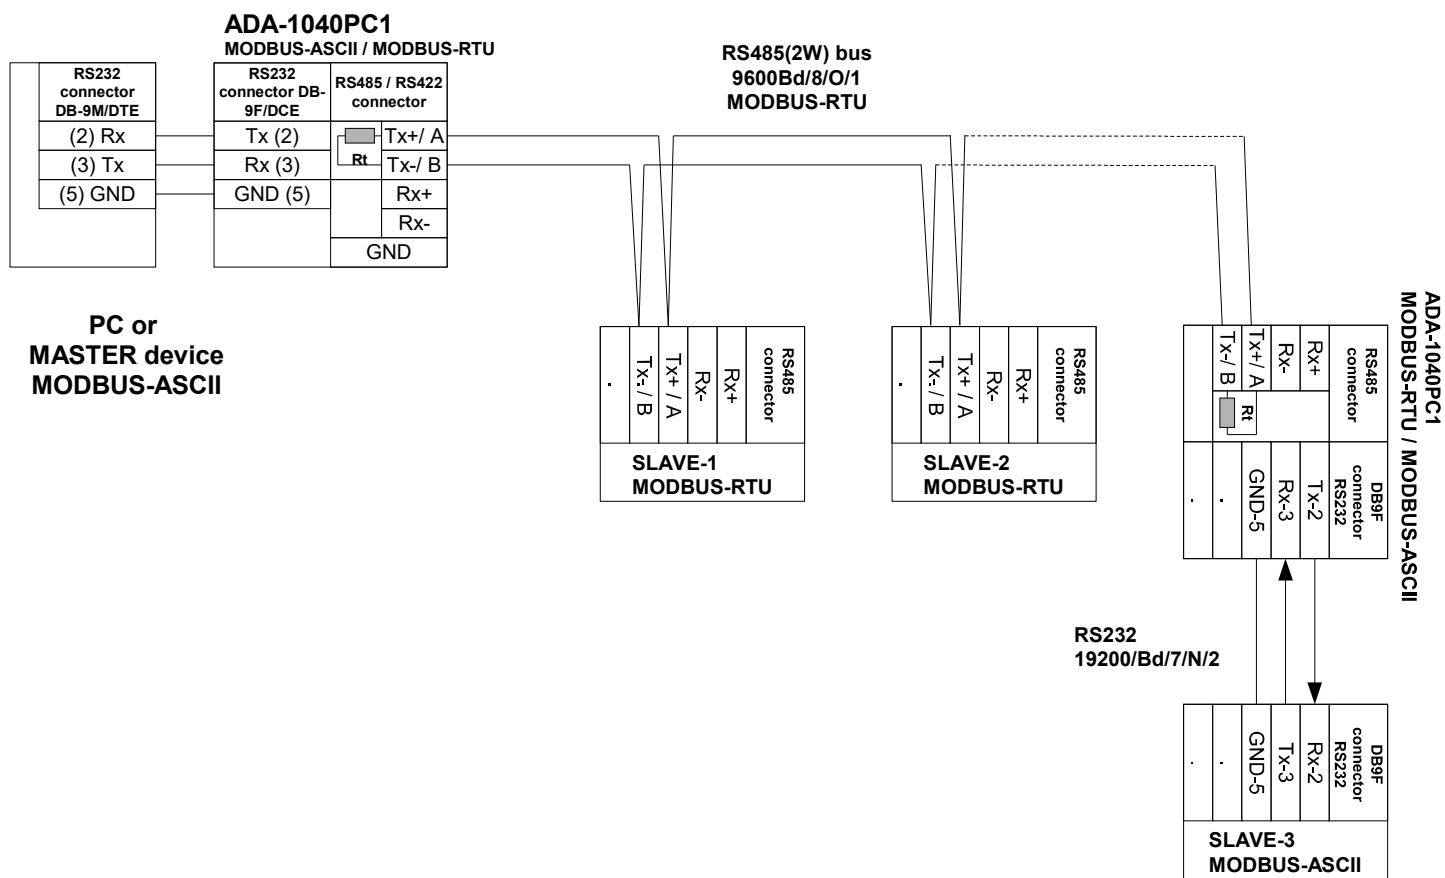 ADA-1040PC1
MODBUS-ASCII / MODBUS-RTU
RS232
connector
DB-9M/DTE
(2) Rx
(3) Tx
(5) GND
RS232
connector DB-
9F/DCE
Tx (2)
Rx (3)
GND (5)
RS485 / RS422
connector
Rt
Tx+/ A
Tx-/ B
Rx+
Rx-
GND
PC or
MASTER device
MODBUS-ASCII
RS485(2W) bus
9600Bd/8/O/1
MODBUS-RTU
RS485
connector
Rx+
Rx-
Tx+ / A
Tx-. / B
.
SLAVE-1
MODBUS-RTU
RS485
connector
Rx+
Rx-
Tx+ / A
Tx-. / B
.
SLAVE-2
MODBUS-RTU
ADA-1040PC1
MODBUS-RTU / MODBUS-ASCII
RS485
connector
Rx+
Rx-
Tx+/ A
Tx-/ B
Rt
DB9F
connector
RS232
Tx-2
Rx-3
GND-5
.
.
RS232
19200/Bd/7/N/2
DB9F
connector
RS232
Rx-2
Tx-3
GND-5
.
.
SLAVE-3
MODBUS-ASCII